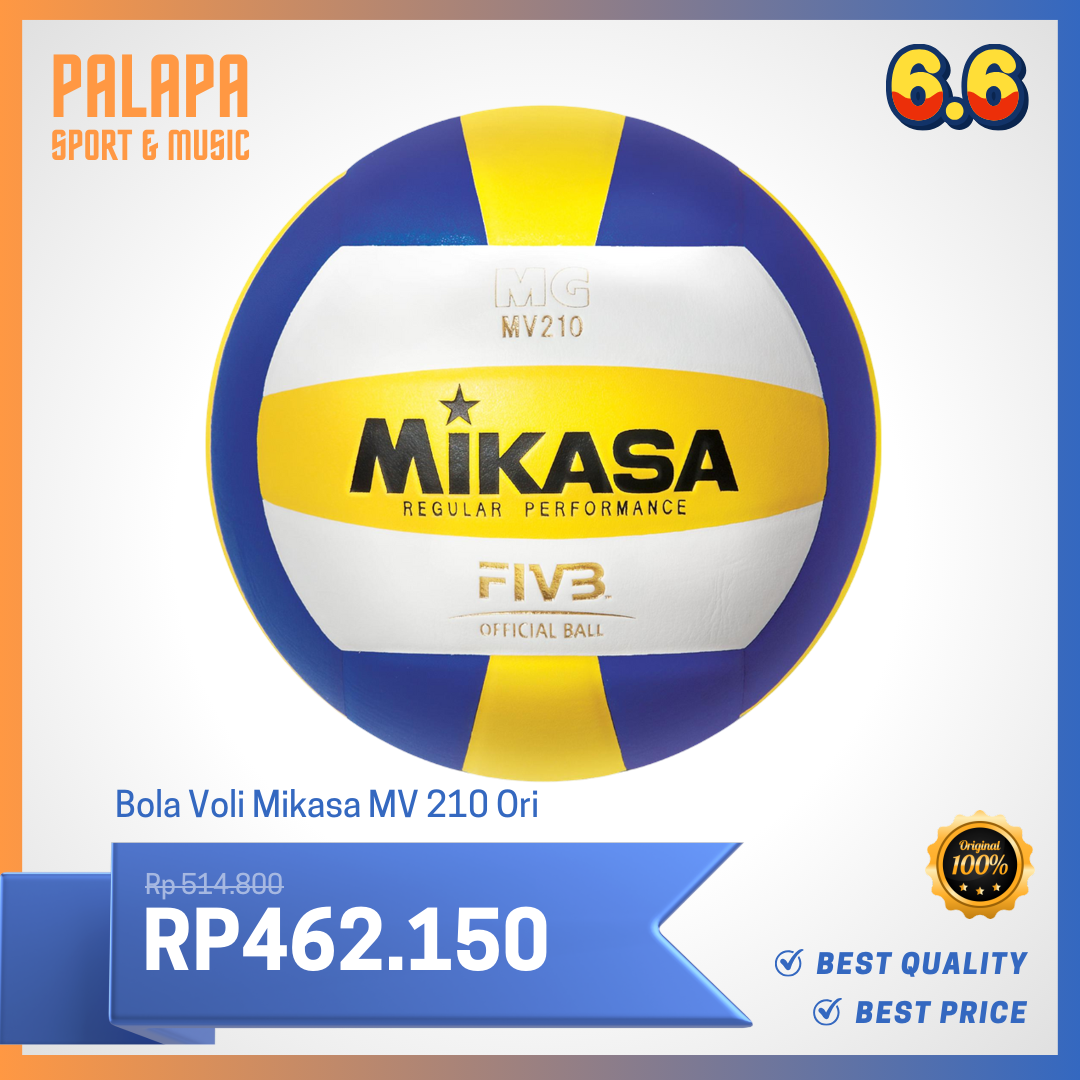 PALAPA
SPORT & MUSIC
6.6
MG
MV210
MiKASA
REGULAR PERFORMANCE
FIVB
OFFICIAL BALL
Bola Voli Mikasa MV 210 Ori
Rp 514.800
RP462.150
Original
100%
BEST QUALITY
BEST PRICE